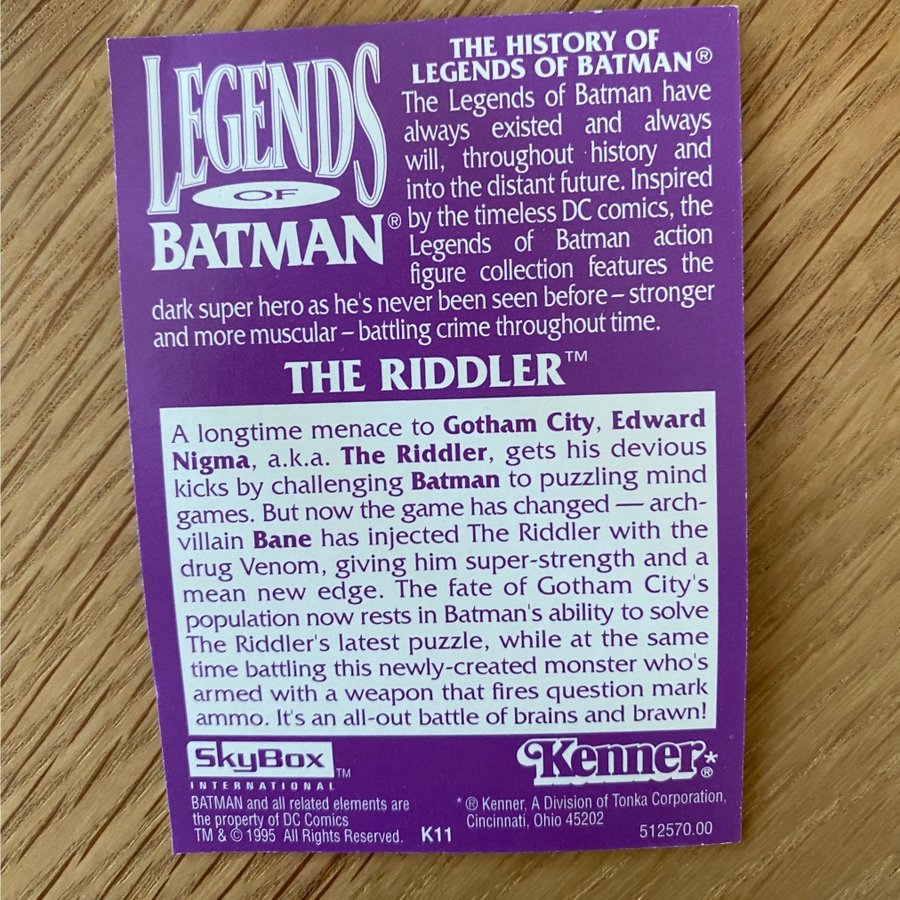 LEGENDS
OF
BATMAN®
THE HISTORY OF
LEGENDS OF BATMAN®
The Legends of Batman have
always existed and always
will, throughout history and
into the distant future. Inspired
by the timeless DC comics, the
Legends of Batman action
figure collection features the
dark super hero as he's never been seen before – stronger
and more muscular – battling crime throughout time.
THE RIDDLER™
A longtime menace to Gotham City, Edward
Nigma, a.k.a. The Riddler, gets his devious
kicks by challenging Batman to puzzling mind
games. But now the game has changed — arch-
villain Bane has injected The Riddler with the
drug Venom, giving him super-strength and a
mean new edge. The fate of Gotham City's
population now rests in Batman's ability to solve
The Riddler's latest puzzle, while at the same
time battling this newly-created monster who's
armed with a weapon that fires question mark
ammo. It's an all-out battle of brains and brawn!
SkyBox™
INTERNATIONAL
BATMAN and all related elements are
the property of DC Comics
TM & © 1995 All Rights Reserved.
K11
Kenner*®
* ® Kenner, A Division of Tonka Corporation,
Cincinnati, Ohio 45202
512570.00